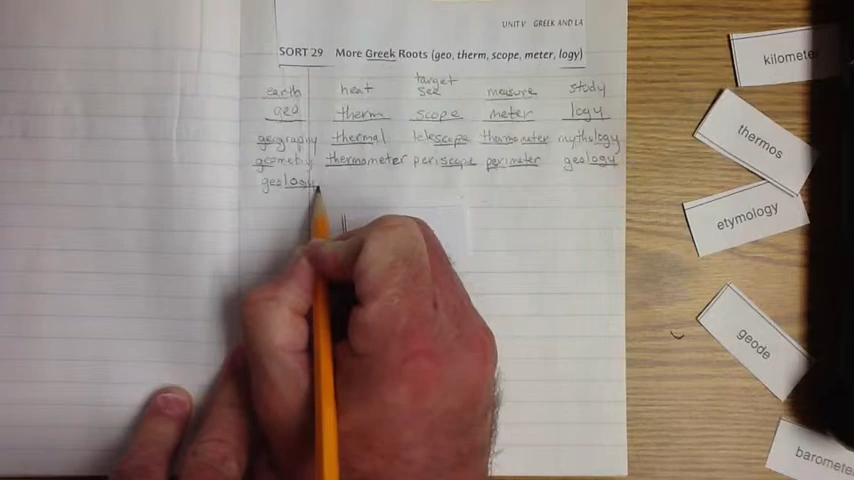 UNIT V GREEK AND LA
SORT 29 More Greek Roots (geo, therm, scope, meter, logy)
target
earth heat see measure study
geo therm scope meter logy
geography thermal telescope thermometer mythology
geometry thermometer periscope perimeter geology
geology
kilometer
thermos
etymology
geode
baromete